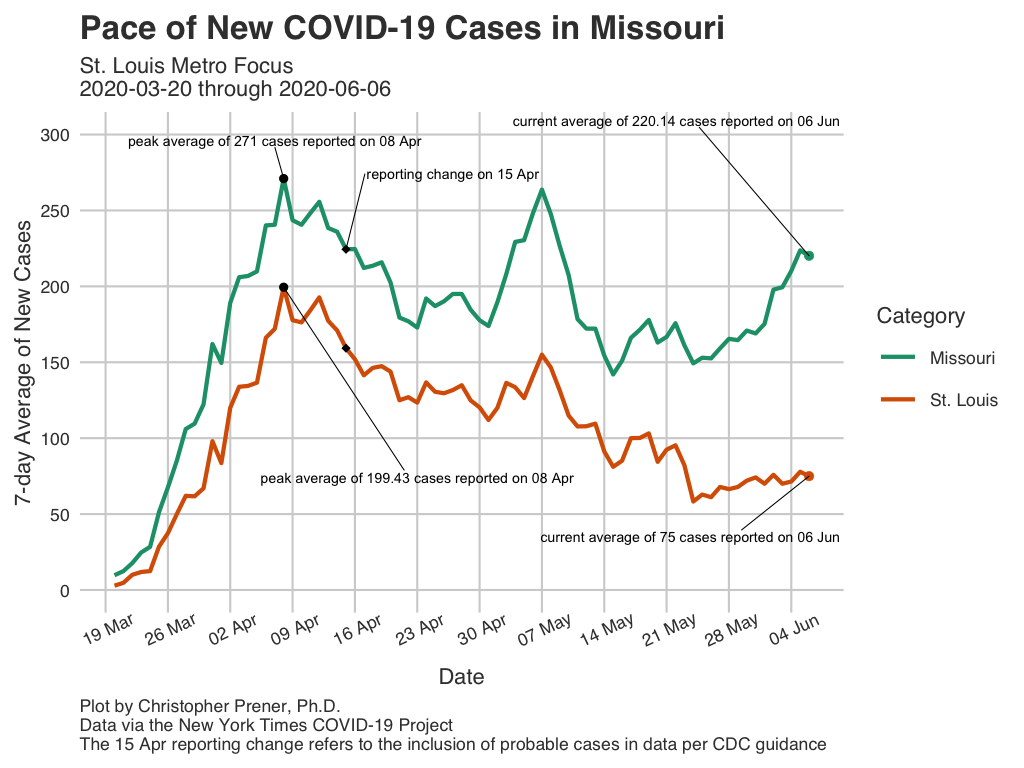 Pace of New COVID-19 Cases in Missouri
St. Louis Metro Focus
2020-03-20 through 2020-06-06
current average of 220.14 cases reported on 06 Jun
peak average of 271 cases reported on 08 Apr
reporting change on 15 Apr
peak average of 199.43 cases reported on 08 Apr
current average of 75 cases reported on 06 Jun
7-day Average of New Cases
300
250
200
150
100
50
0
19 Mar
26 Mar
02 Apr
09 Apr
16 Apr
23 Apr
30 Apr
07 May
14 May
21 May
28 May
04 Jun
Date
Category
Missouri
St. Louis
Plot by Christopher Prener, Ph.D.
Data via the New York Times COVID-19 Project
The 15 Apr reporting change refers to the inclusion of probable cases in data per CDC guidance